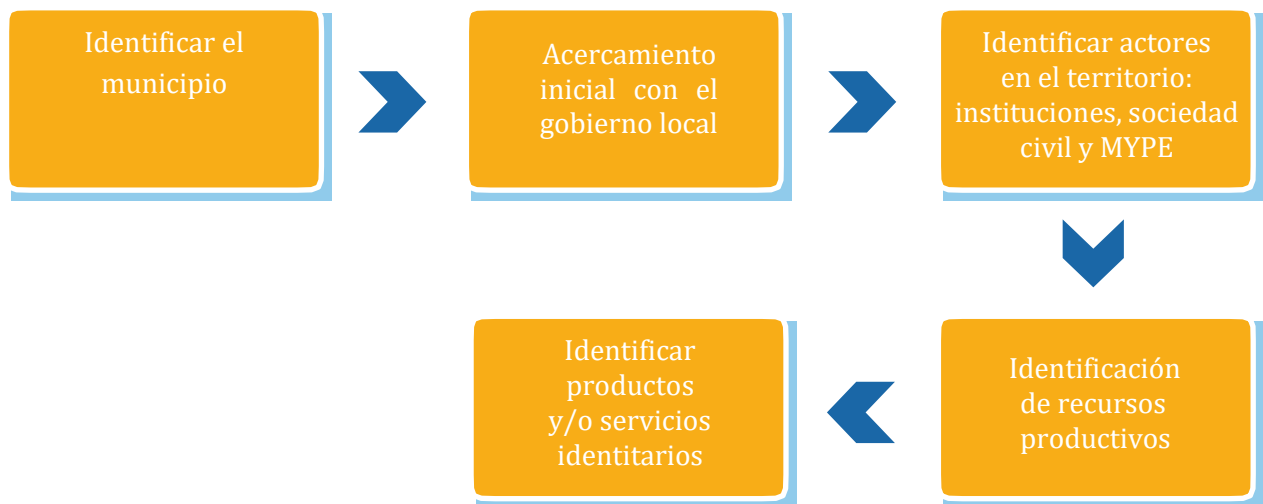 Identificar el
municipio
Acercamiento
inicial con el
gobierno local
Identificar actores
en el territorio:
instituciones, sociedad
civil y MYPE
Identificación
de recursos
productivos
Identificar
productos
y/o servicios
identitarios